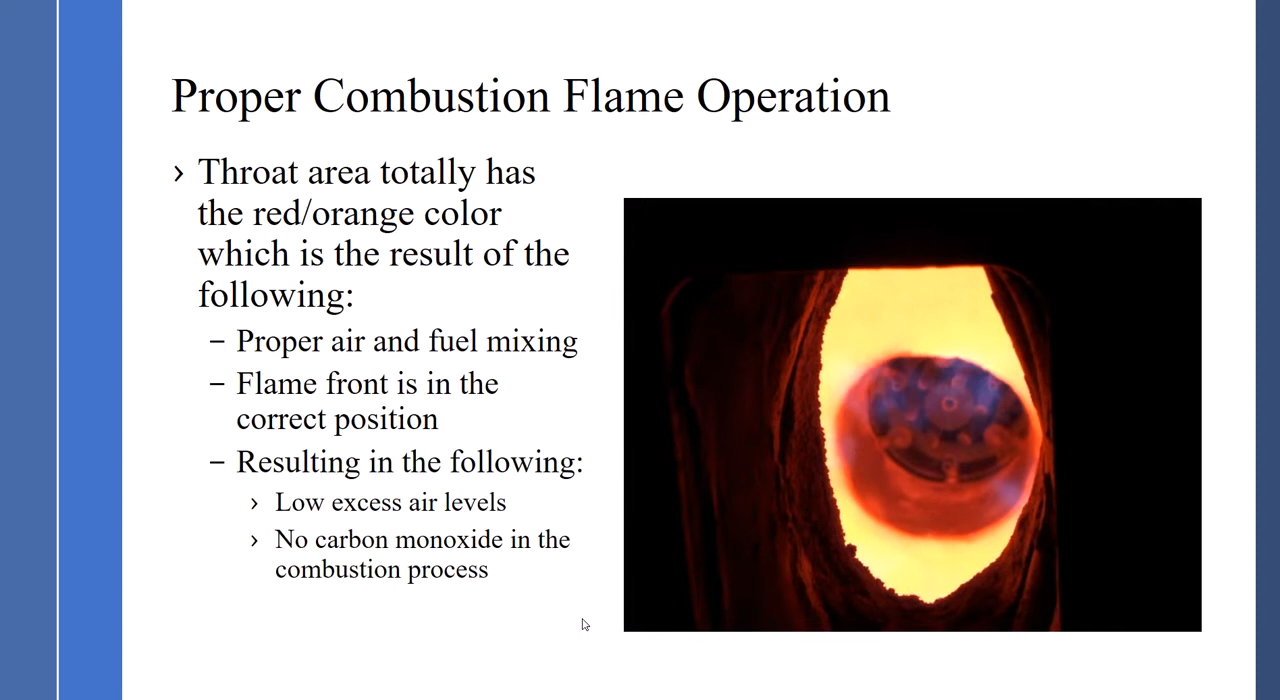 Proper Combustion Flame Operation
› Throat area totally has
the red/orange color
which is the result of the
following:
– Proper air and fuel mixing
– Flame front is in the
correct position
– Resulting in the following:
› Low excess air levels
› No carbon monoxide in the
combustion process